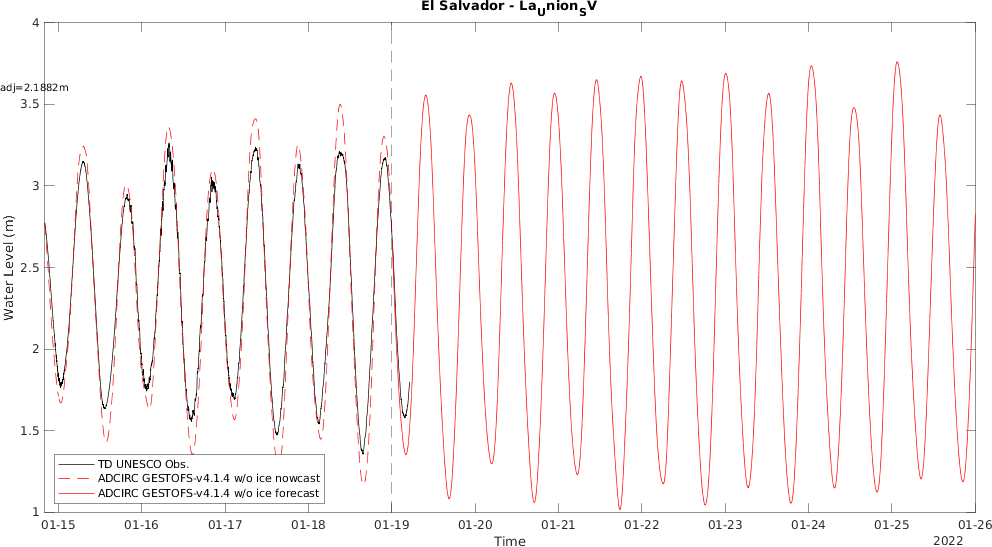 El Salvador - LaUnionSV
adj=2.1882m
Water Level (m)
4
3.5
3
2.5
2
1.5
1
TD UNESCO Obs.
ADCIRC GESTOFS-v4.1.4 w/o ice nowcast
ADCIRC GESTOFS-v4.1.4 w/o ice forecast
01-15 01-16 01-17 01-18 01-19 01-20 01-21 01-22 01-23 01-24 01-25 01-26
Time
2022